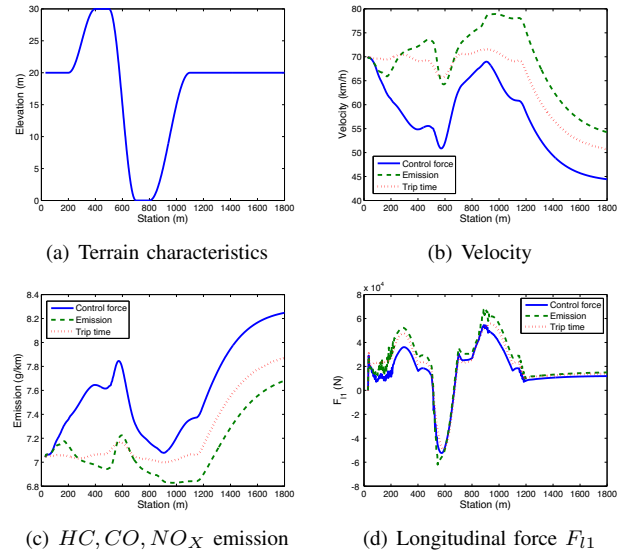 30
25
20
15
10
5
0
Elevation (m)
0 200 400 600 800 1000 1200 1400 1600 1800
Station (m)
(a) Terrain characteristics
80
75
70
65
60
55
50
45
40
Velocity (km/h)
Control force
Emission
Trip time
0 200 400 600 800 1000 1200 1400 1600 1800
Station (m)
(b) Velocity
8.4
8.2
8
7.8
7.6
7.4
7.2
7
6.8
Emission (g/km)
Control force
Emission
Trip time
0 200 400 600 800 1000 1200 1400 1600 1800
Station (m)
(c) HC, CO, NO_X emission
x 10^4
8
6
4
2
0
-2
-4
-6
-8
F_l1 (N)
Control force
Emission
Trip time
0 200 400 600 800 1000 1200 1400 1600 1800
Station (m)
(d) Longitudinal force F_l1